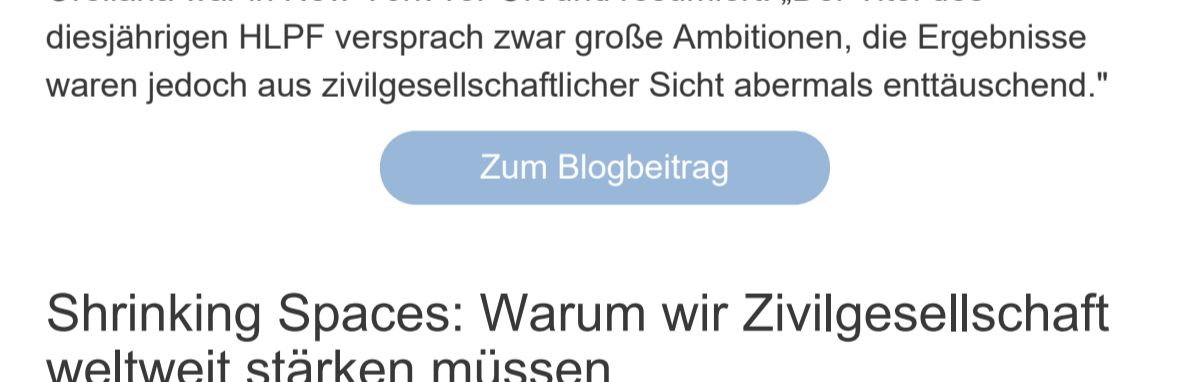 diesjährigen HLPF versprach zwar große Ambitionen, die Ergebnisse
waren jedoch aus zivilgesellschaftlicher Sicht abermals enttäuschend."
Zum Blogbeitrag
Shrinking Spaces: Warum wir Zivilgesellschaft
weltweit stärken müssen